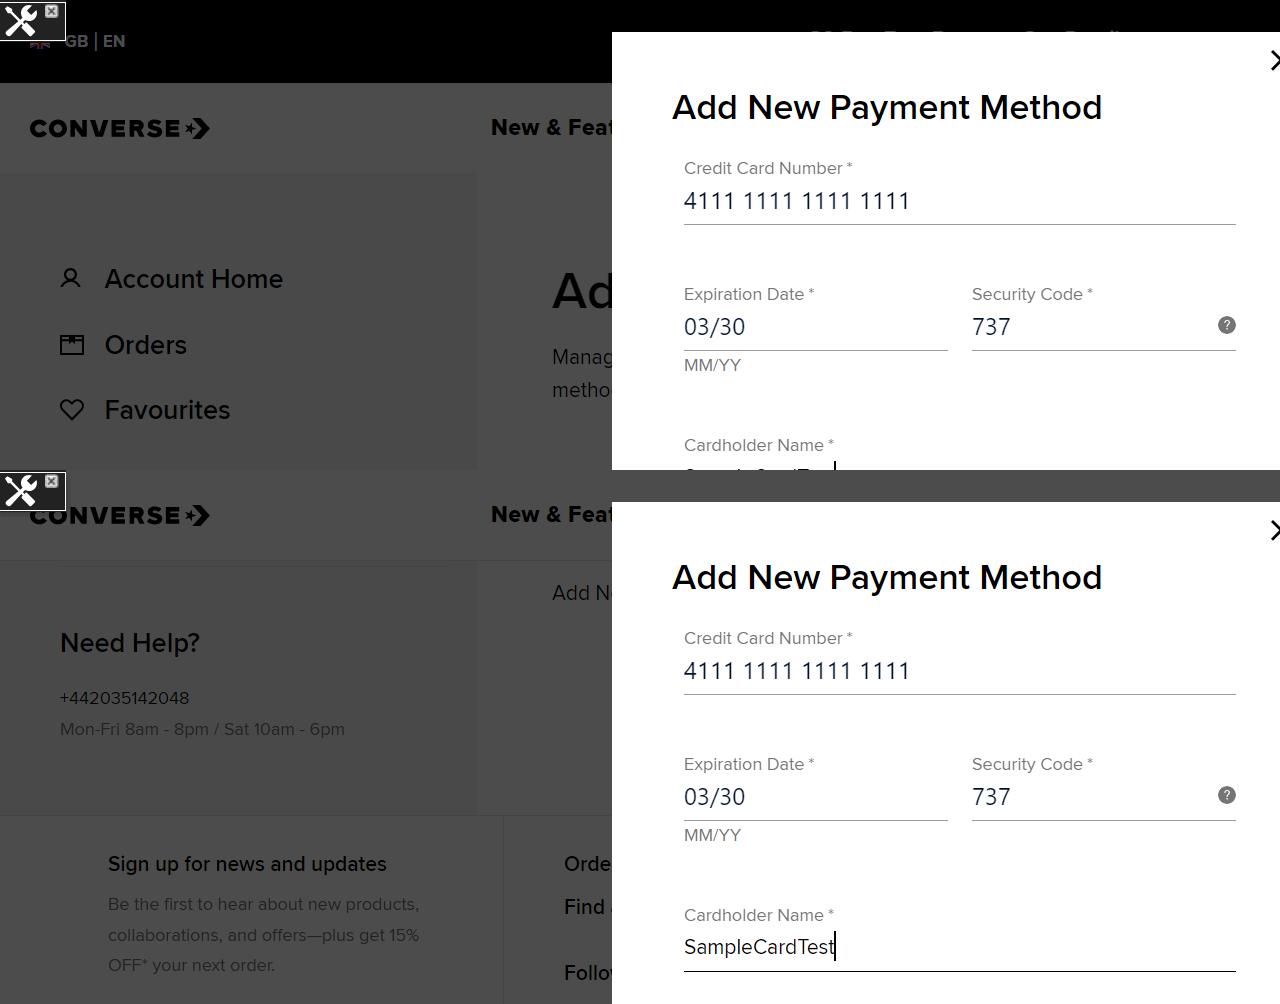 GB | EN
CONVERSE
New & Feat
Add New Payment Method
Credit Card Number *
4111 1111 1111 1111
Account Home
Orders
Favourites
Ad
Manag
metho
Expiration Date *
Security Code *
03/30
737
?
MM/YY
Cardholder Name *
CONVERSE
New & Feat
Add New Payment Method
Add N
Credit Card Number *
4111 1111 1111 1111
Need Help?
+442035142048
Mon-Fri 8am - 8pm / Sat 10am - 6pm
Expiration Date *
Security Code *
03/30
737
?
MM/YY
Sign up for news and updates
Be the first to hear about new products,
collaborations, and offers—plus get 15%
OFF* your next order.
Orde
Find
Follo
Cardholder Name *
SampleCardTest